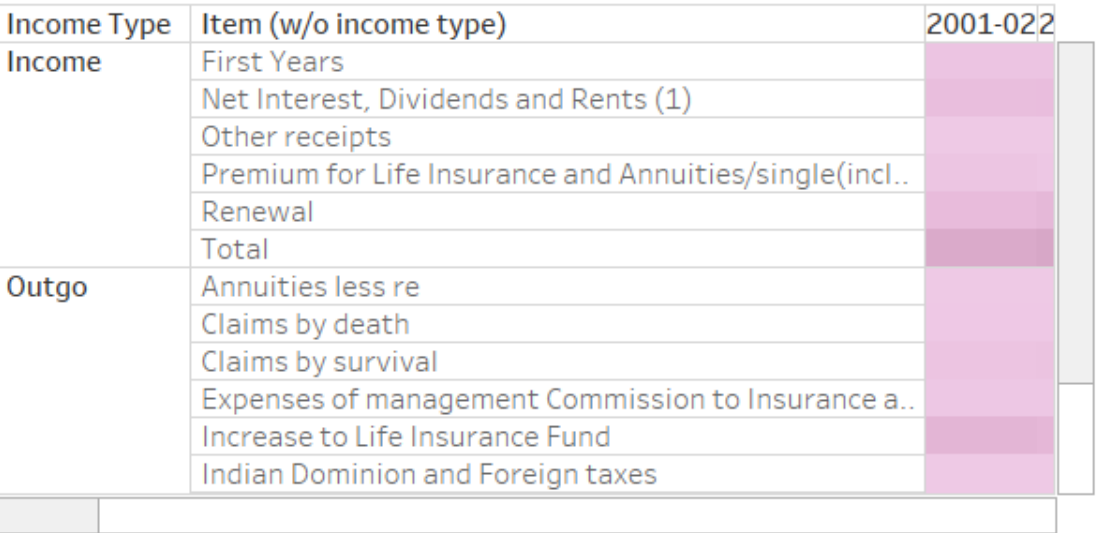 Income Type Item (w/o income type) 2001-02 2
Income First Years
Net Interest, Dividends and Rents (1)
Other receipts
Premium for Life Insurance and Annuities/single(incl..
Renewal
Total
Outgo Annuities less re
Claims by death
Claims by survival
Expenses of management Commission to Insurance a..
Increase to Life Insurance Fund
Indian Dominion and Foreign taxes